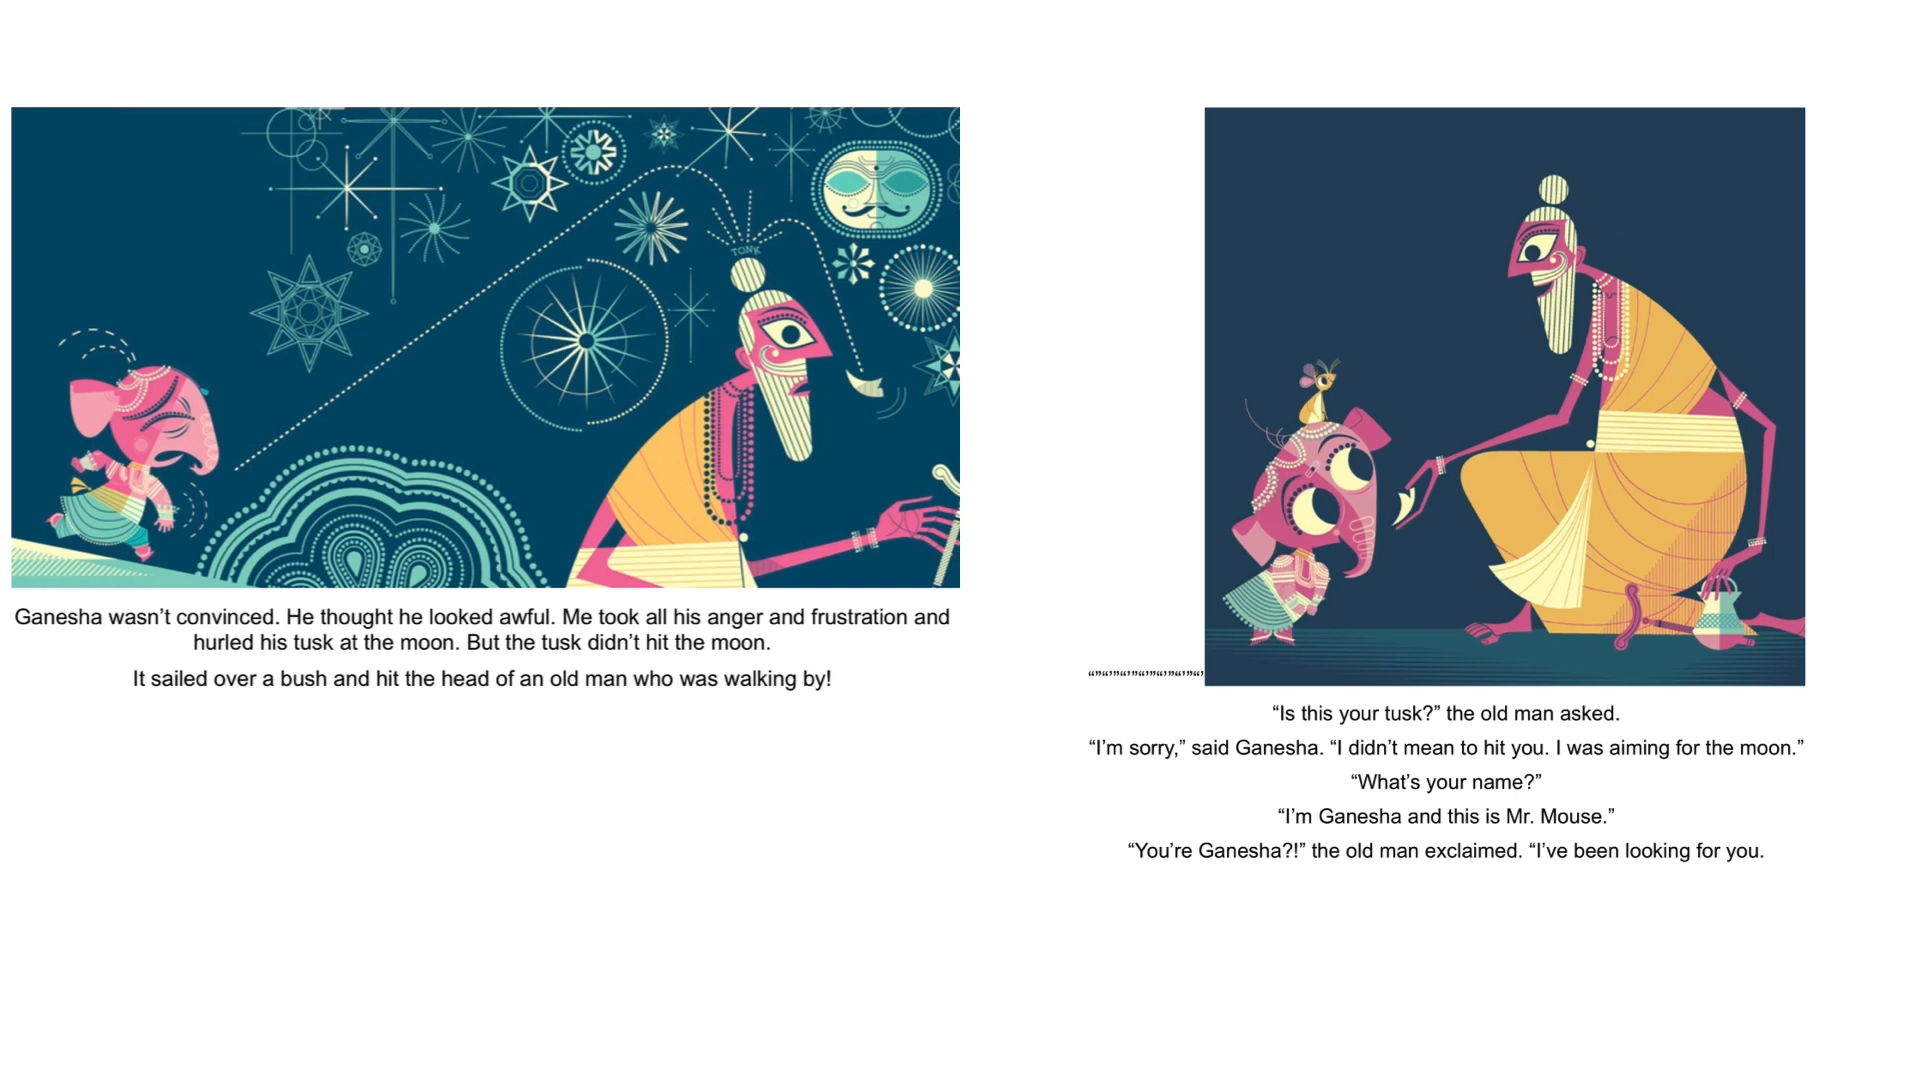 TONK
Ganesha wasn’t convinced. He thought he looked awful. Me took all his anger and frustration and
hurled his tusk at the moon. But the tusk didn’t hit the moon.
It sailed over a bush and hit the head of an old man who was walking by!
“”“”“”“”“”“”‘
“Is this your tusk?” the old man asked.
“I’m sorry,” said Ganesha. “I didn’t mean to hit you. I was aiming for the moon.”
“What’s your name?”
“I’m Ganesha and this is Mr. Mouse.”
“You’re Ganesha?!” the old man exclaimed. “I’ve been looking for you.